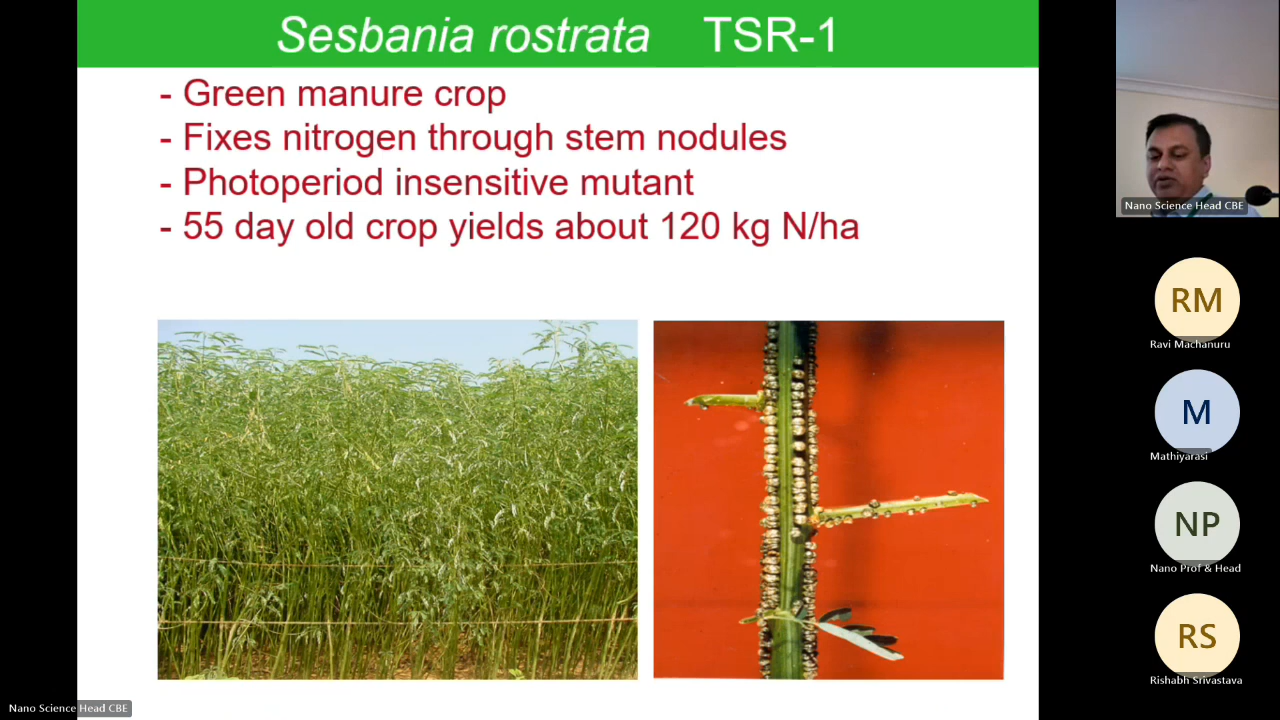 Sesbania rostrata TSR-1
- Green manure crop
- Fixes nitrogen through stem nodules
- Photoperiod insensitive mutant
- 55 day old crop yields about 120 kg N/ha
Nano Science Head CBE
RM
Ravi Machanuru
M
Mathiyarasi
NP
Nano Prof & Head
RS
Rishabh Srivastava
Nano Science Head CBE